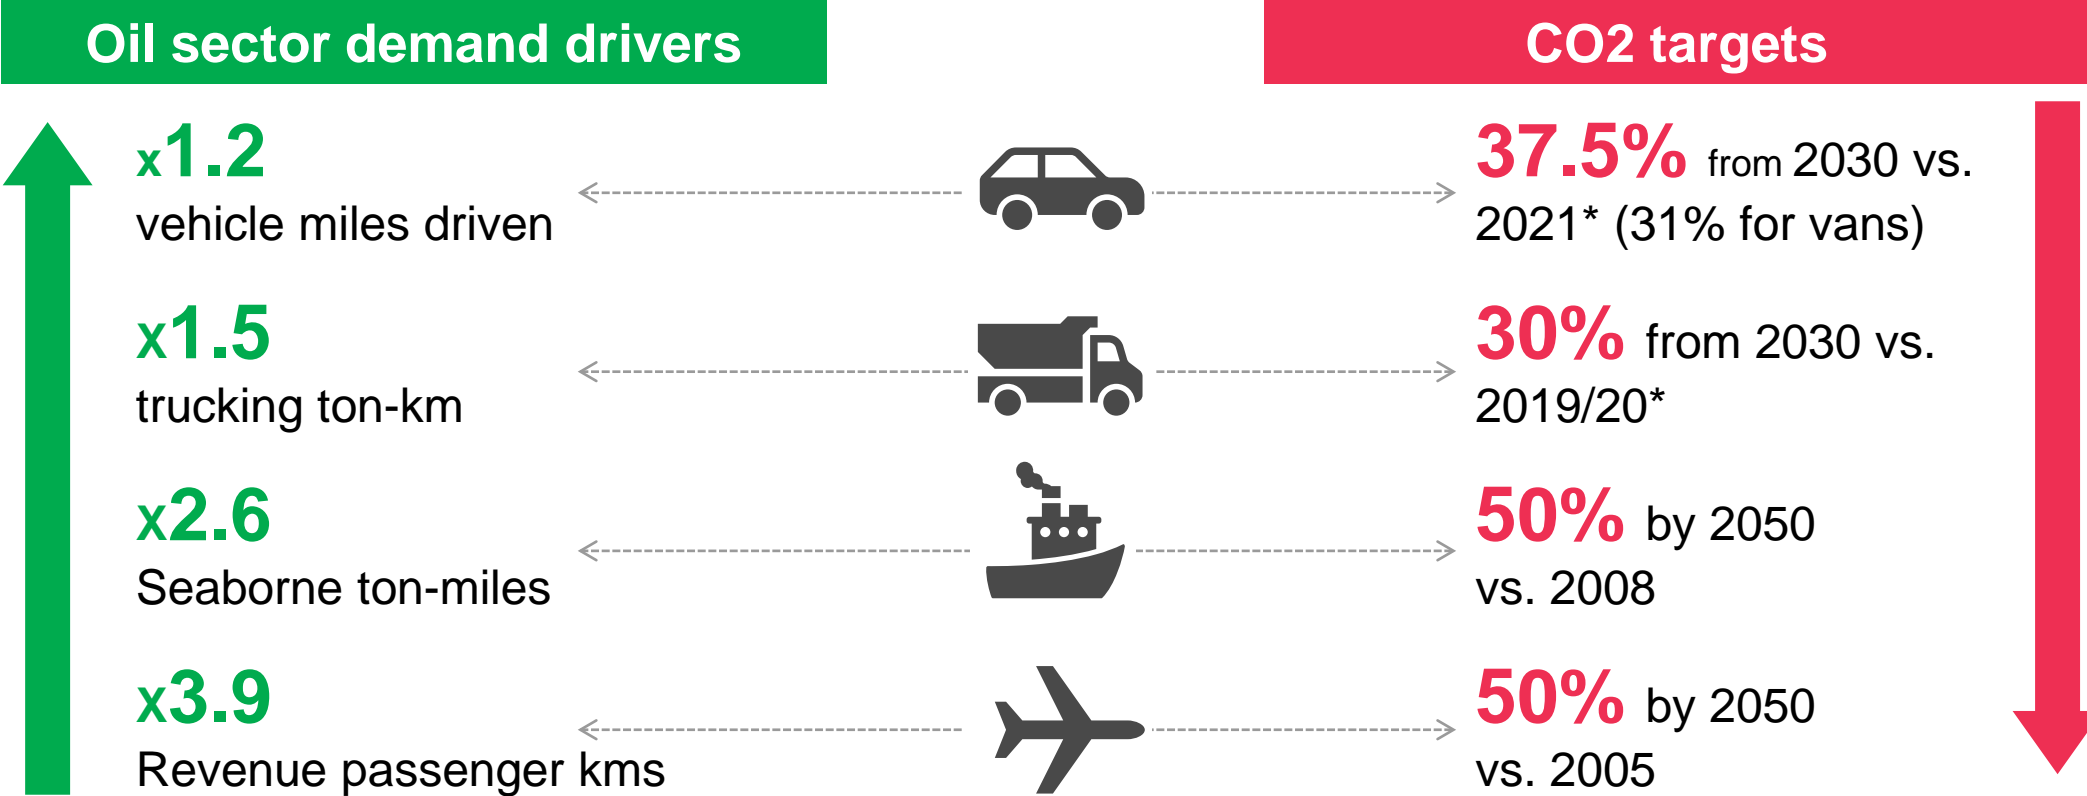 Oil sector demand drivers
CO2 targets
x1.2
vehicle miles driven
37.5% from 2030 vs.
2021* (31% for vans)
x1.5
trucking ton-km
30% from 2030 vs.
2019/20*
x2.6
Seaborne ton-miles
50% by 2050
vs. 2008
x3.9
Revenue passenger kms
50% by 2050
vs. 2005